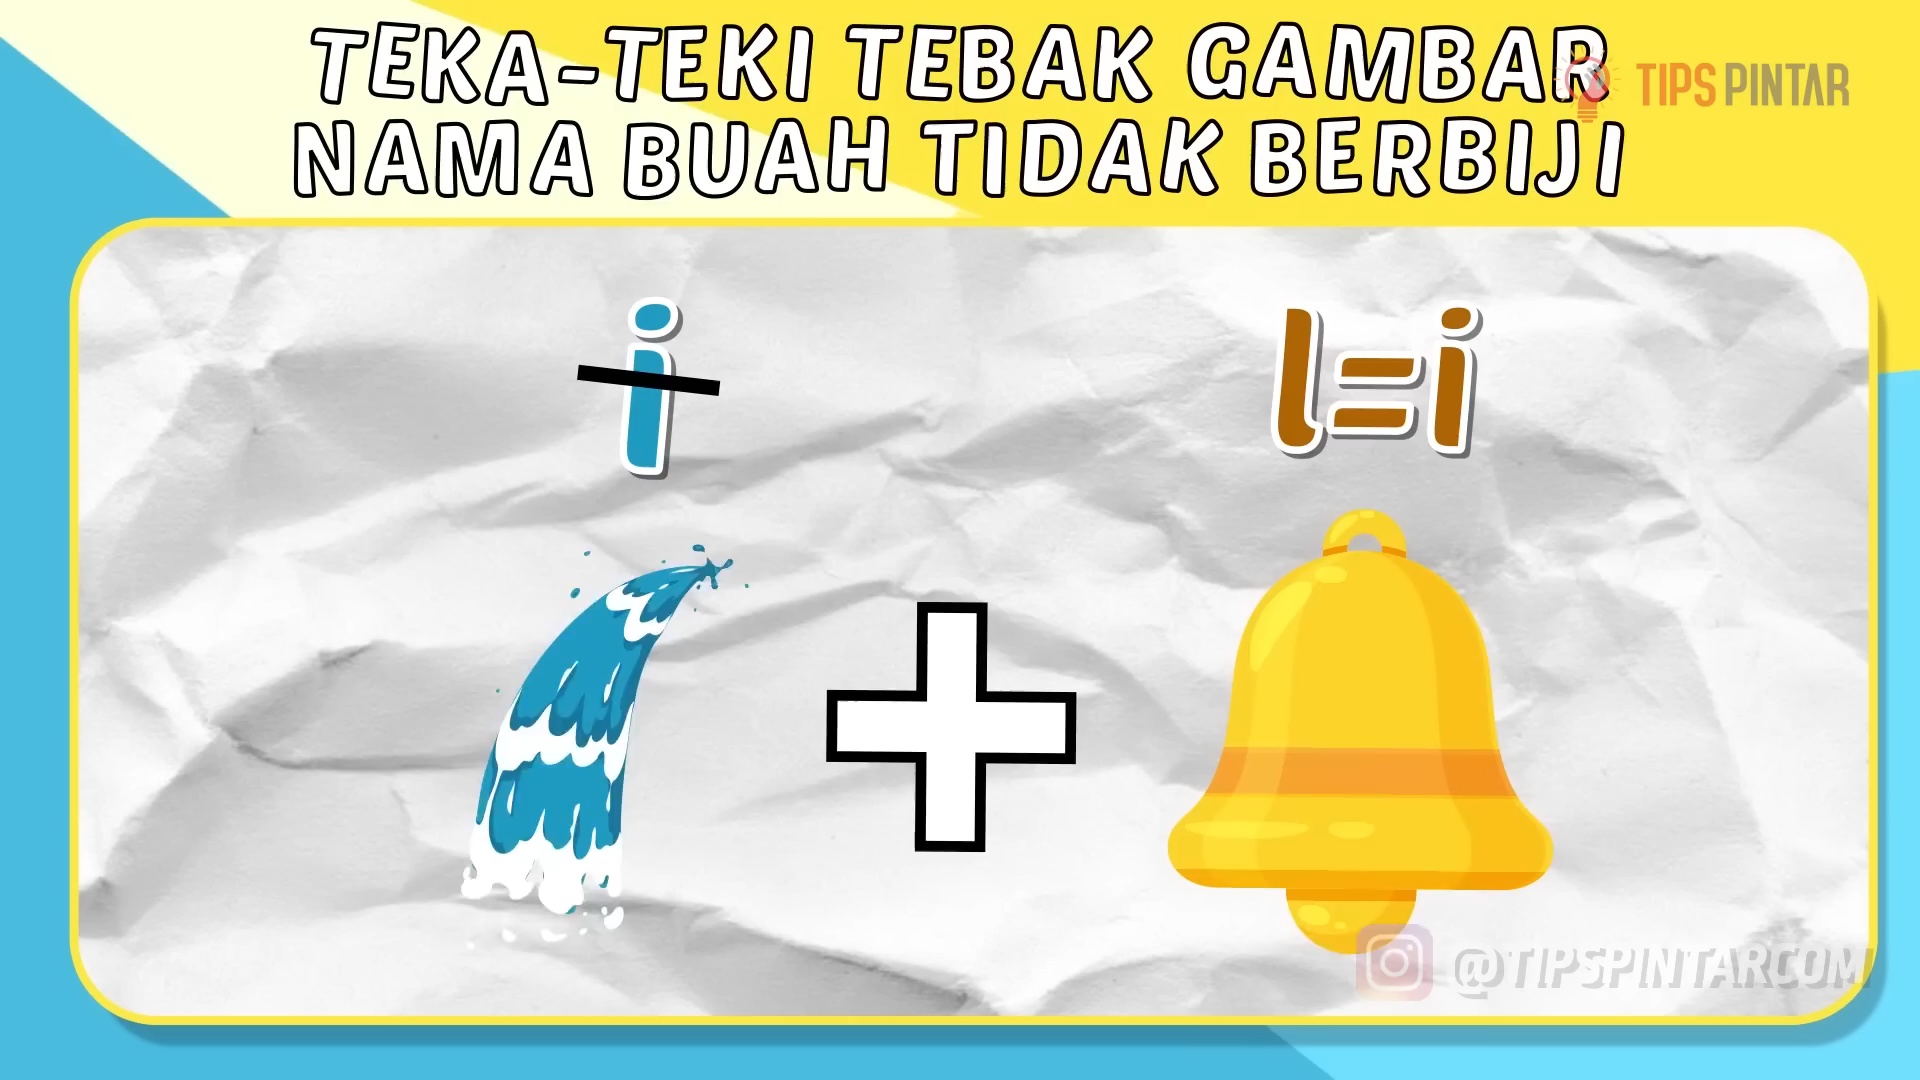 TEKA-TEKI TEBAK GAMBAR
TIPS PINTAR
NAMA BUAH TIDAK BERBIJI
i
l=i
@TIPSPINTARCOM